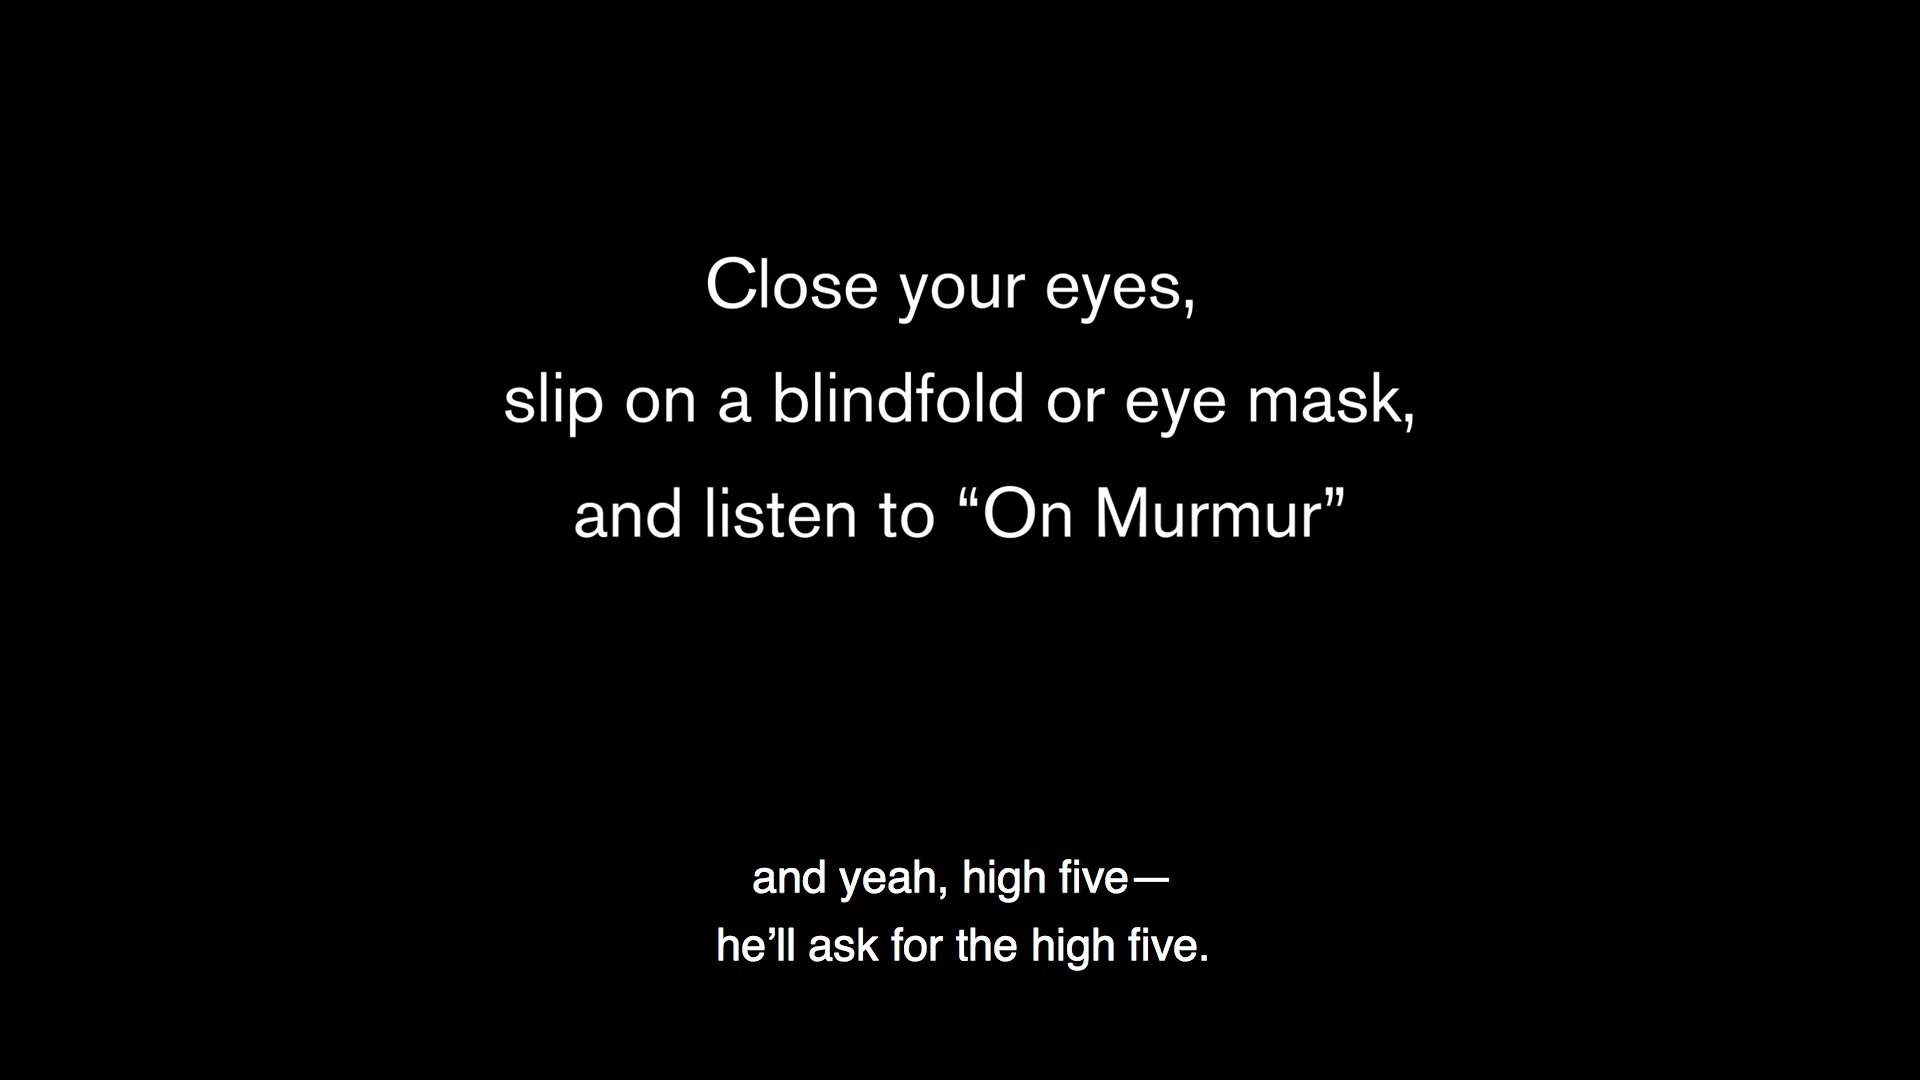 Close your eyes,
slip on a blindfold or eye mask,
and listen to “On Murmur”
and yeah, high five—
he’ll ask for the high five.